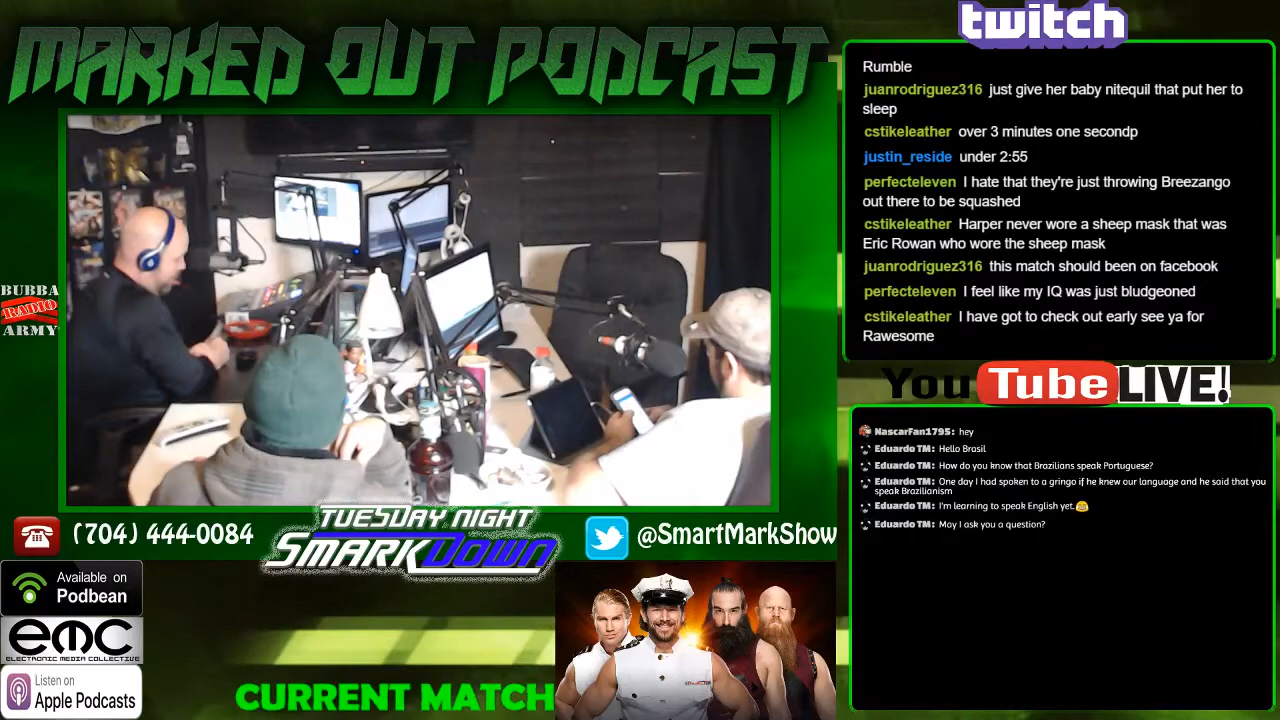 MARKED OUT PODCAST
twitch
Rumble
juanrodriguez316 just give her baby nitequil that put her to
sleep
cstikeleather over 3 minutes one secondp
justin_reside under 2:55
perfecteleven I hate that they're just throwing Breezango
out there to be squashed
cstikeleather Harper never wore a sheep mask that was
Eric Rowan who wore the sheep mask
juanrodriguez316 this match should been on facebook
perfecteleven I feel like my IQ was just bludgeoned
cstikeleather I have got to check out early see ya for
Rawesome
BUBBA
RADIO
ARMY
YouTube LIVE!
NascarFan1795: hey
Eduardo TM: Hello Brasil
Eduardo TM: How do you know that Brazilians speak Portuguese?
Eduardo TM: One day I had spoken to a gringo if he knew our language and he said that you
speak Brazilianism
Eduardo TM: I'm learning to speak English yet.😂
Eduardo TM: May I ask you a question?
(704) 444-0084
TUESDAY NIGHT
SMARKDOWN
@SmartMarkShow
Available on
Podbean
emc
ELECTRONIC MEDIA COLLECTIVE
Listen on
Apple Podcasts
CURRENT MATCH